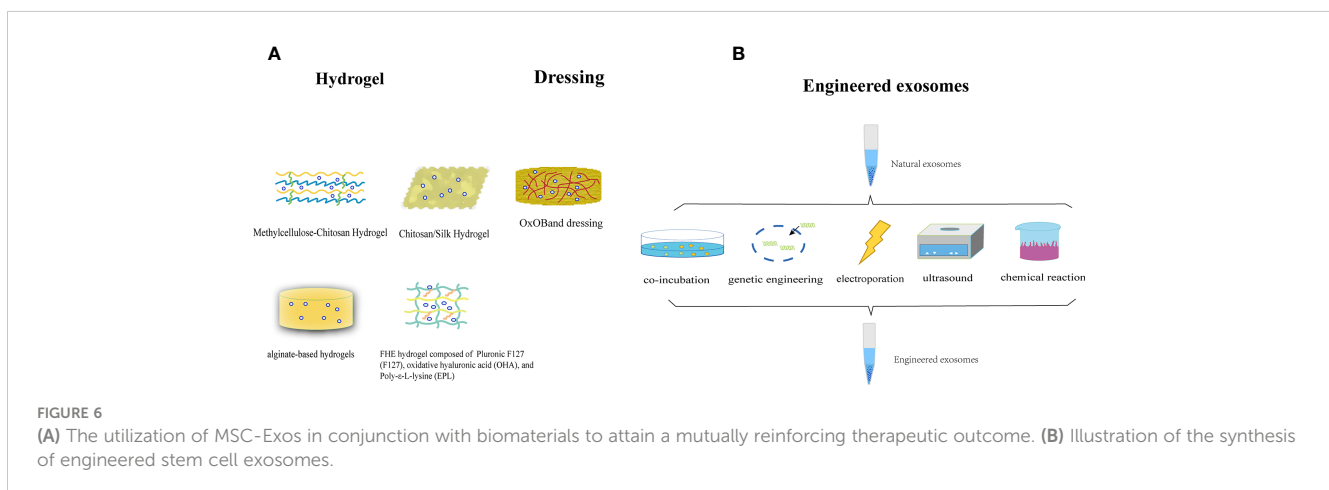 A
Hydrogel
Dressing
Methylcellulose-Chitosan Hydrogel
Chitosan/Silk Hydrogel
OxOBand dressing
alginate-based hydrogels
FHE hydrogel composed of Pluronic F127
(F127), oxidative hyaluronic acid (OHA), and
Poly-ε-L-lysine (EPL)
B
Engineered exosomes
Natural exosomes
co-incubation
genetic engineering
electroporation
ultrasound
chemical reaction
Engineered exosomes
FIGURE 6
(A) The utilization of MSC-Exos in conjunction with biomaterials to attain a mutually reinforcing therapeutic outcome. (B) Illustration of the synthesis
of engineered stem cell exosomes.